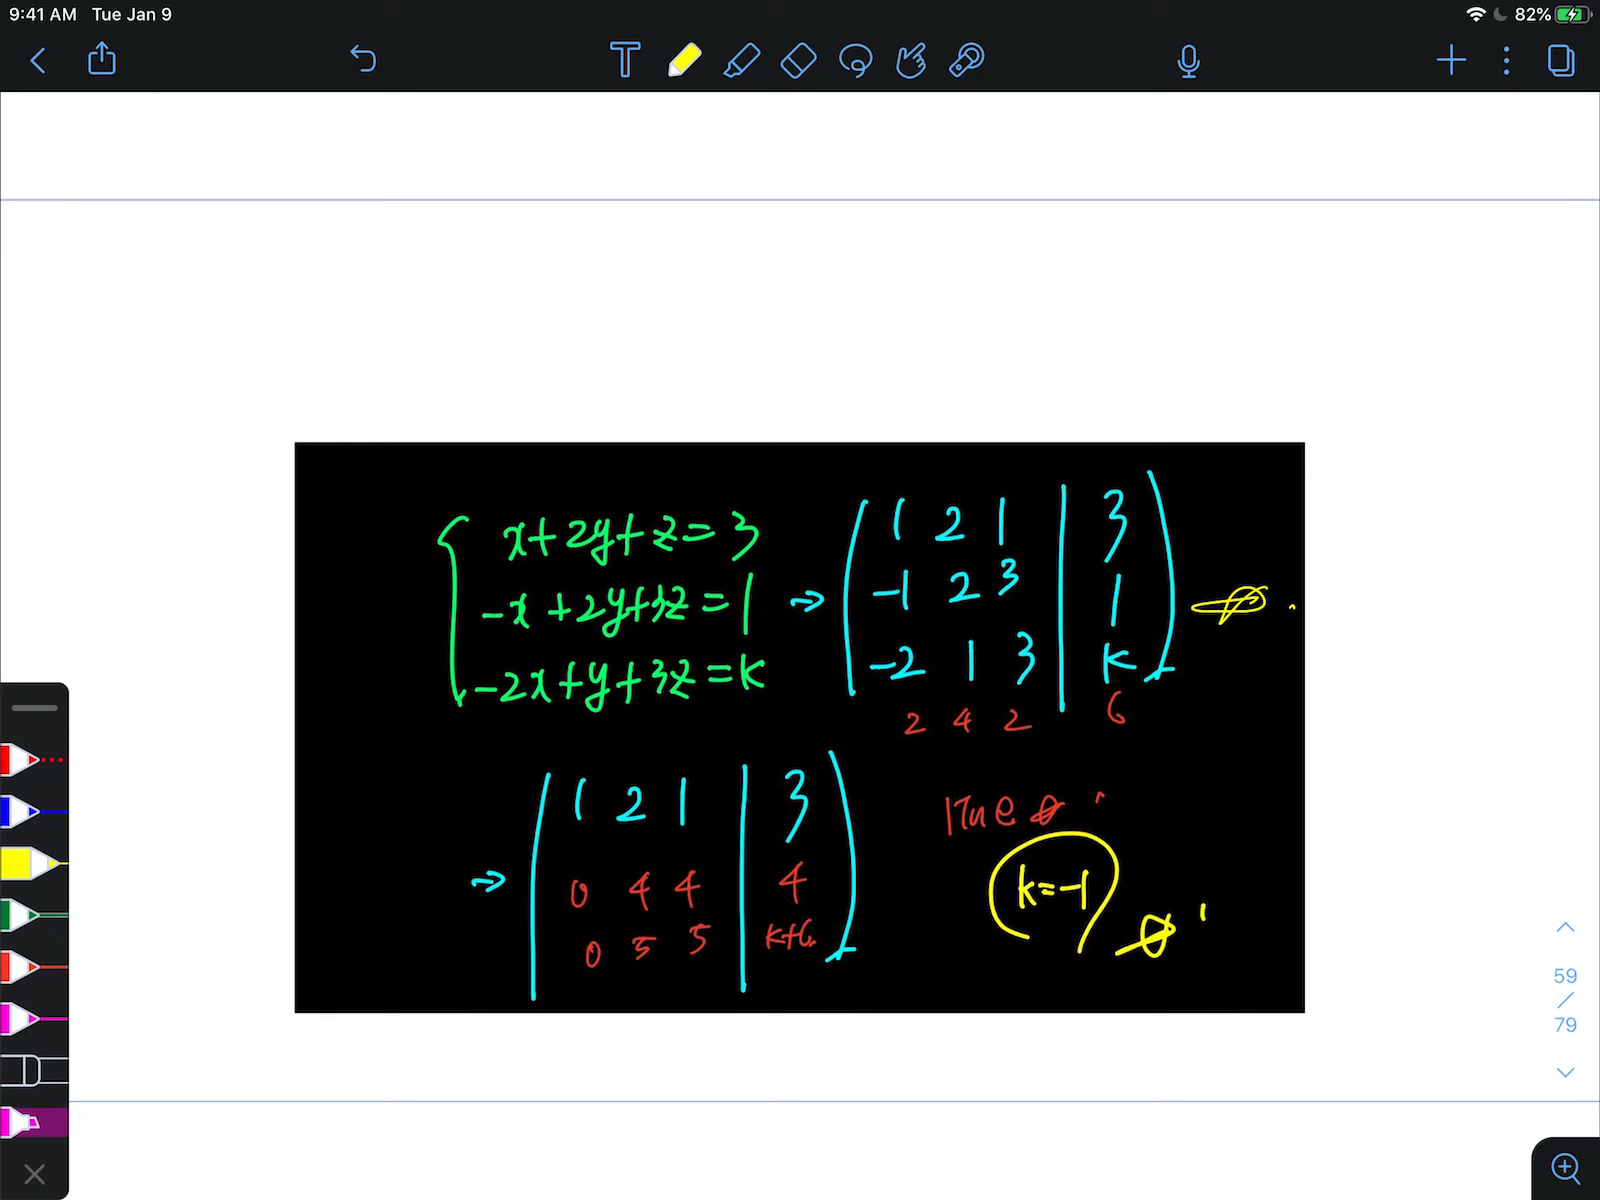 9:41 AM Tue Jan 9
82%
x+2y+z=3
-x+2y+3z=1
-2x+y+3z=k
1 2 1 3
-1 2 3 1
-2 1 3 k
2 4 2 6
1 2 1 3
0 4 4 4
0 5 5 k+6
k=-1
59
/
79